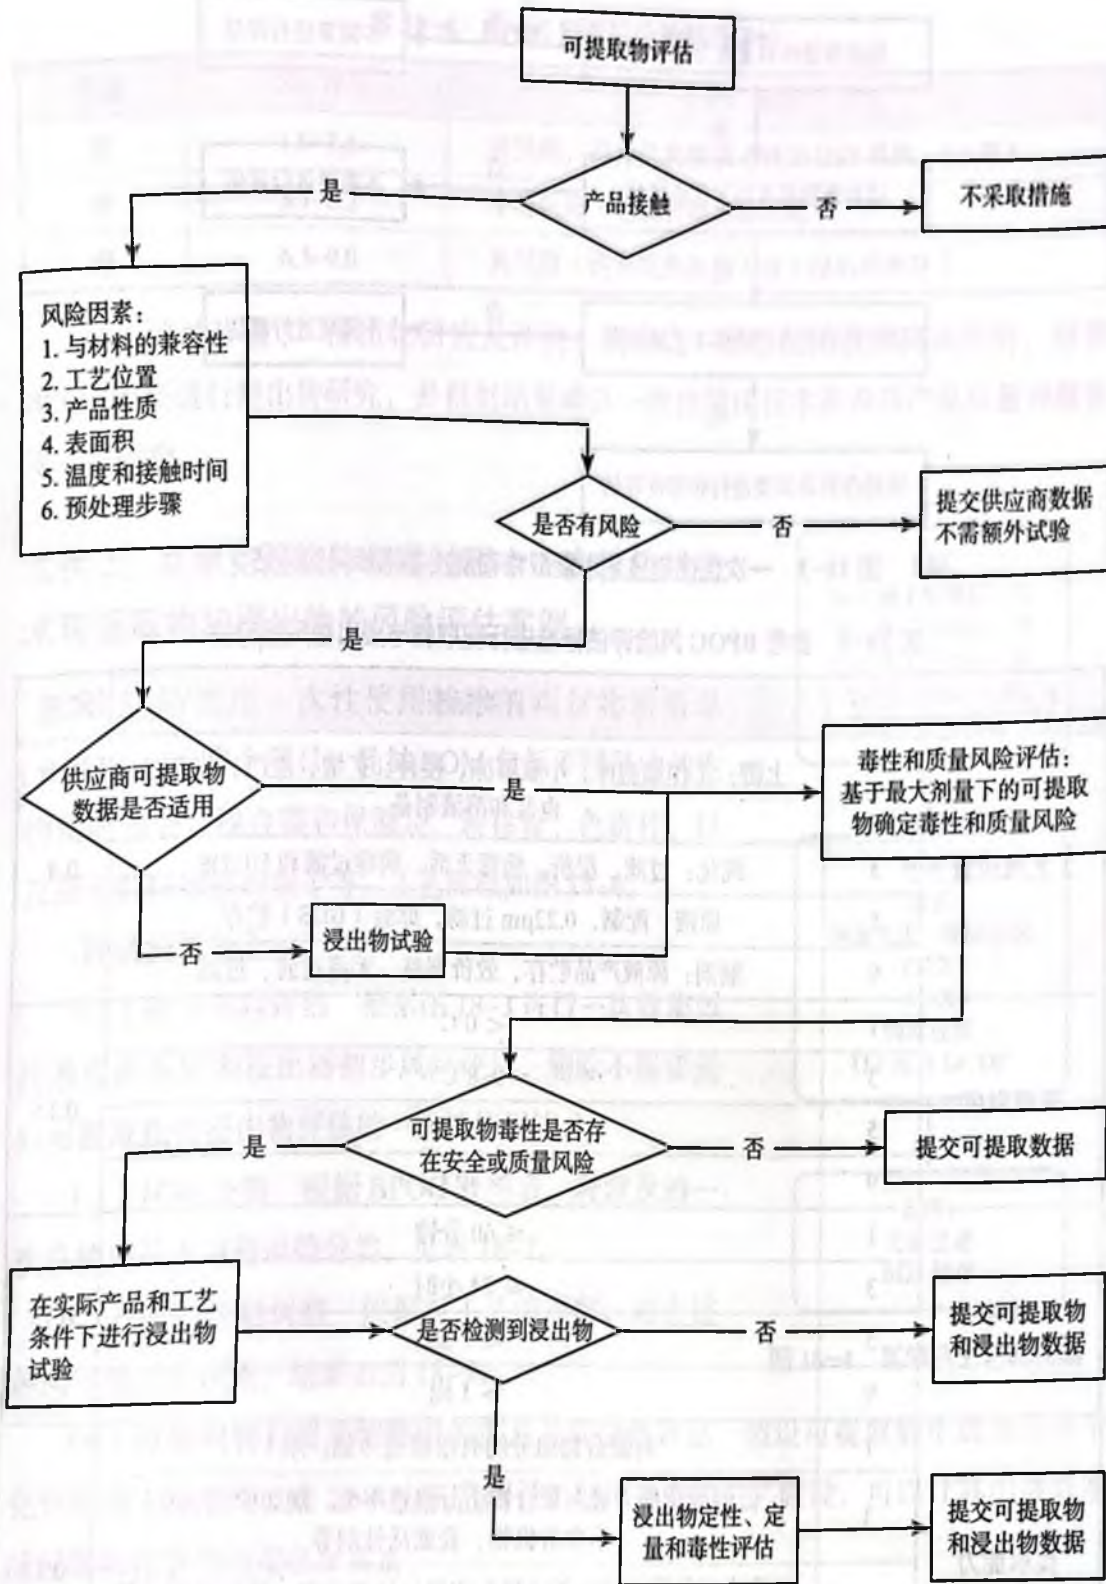 可提取物评估
产品接触
是
否
不采取措施
风险因素：
1. 与材料的兼容性
2. 工艺位置
3. 产品性质
4. 表面积
5. 温度和接触时间
6. 预处理步骤
是否有风险
否
提交供应商数据
不需额外试验
是
供应商可提取物
数据是否适用
是
毒性和质量风险评估：
基于最大剂量下的可提取
物确定毒性和质量风险
否
浸出物试验
可提取物毒性是否存
在安全或质量风险
是
否
提交可提取数据
在实际产品和工艺
条件下进行浸出物
试验
是否检测到浸出物
否
提交可提取物
和浸出物数据
是
浸出物定性、定
量和毒性评估
提交可提取物
和浸出物数据